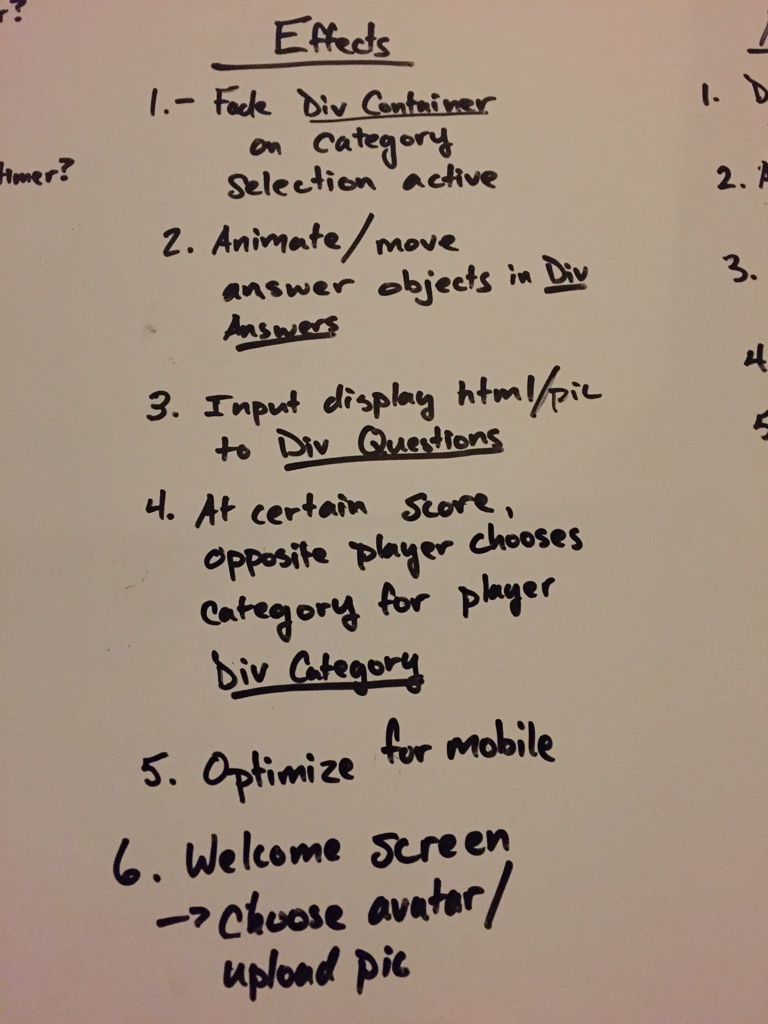 r?
Effects
1.- Fade Div Container
on category
selection active
timer?
2. Animate/move
answer objects in Div
Answers
3. Input display html/pic
to Div Questions
4. At certain score,
opposite player chooses
category for player
Div Category
5. Optimize for mobile
6. Welcome screen
→ choose avatar/
upload pic
1. D
2. A
3.
4
5